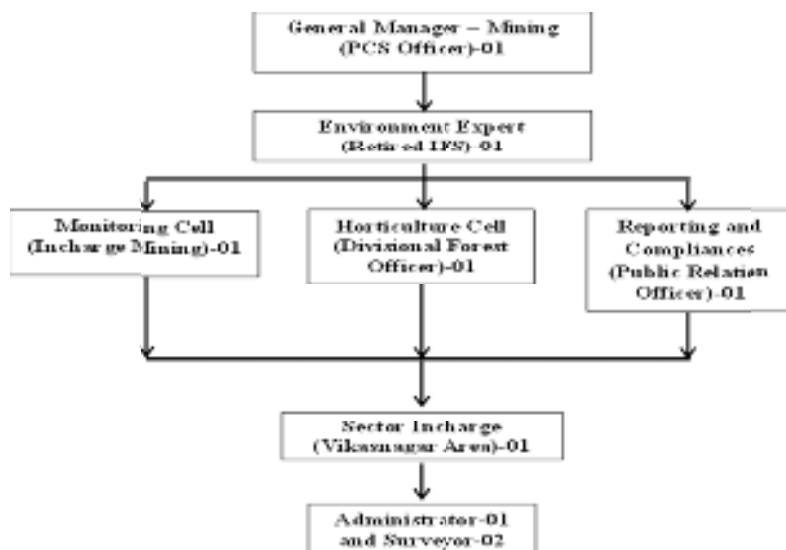 General Manager – Mining
(PCS Officer)-01
Environment Expert
(Retired IFS)-01
Monitoring Cell
(Incharge Mining)-01
Horticulture Cell
(Divisional Forest
Officer)-01
Reporting and
Compliances
(Public Relation
Officer)-01
Sector Incharge
(Vikasnagar Area)-01
Administrator-01
and Surveyor-02